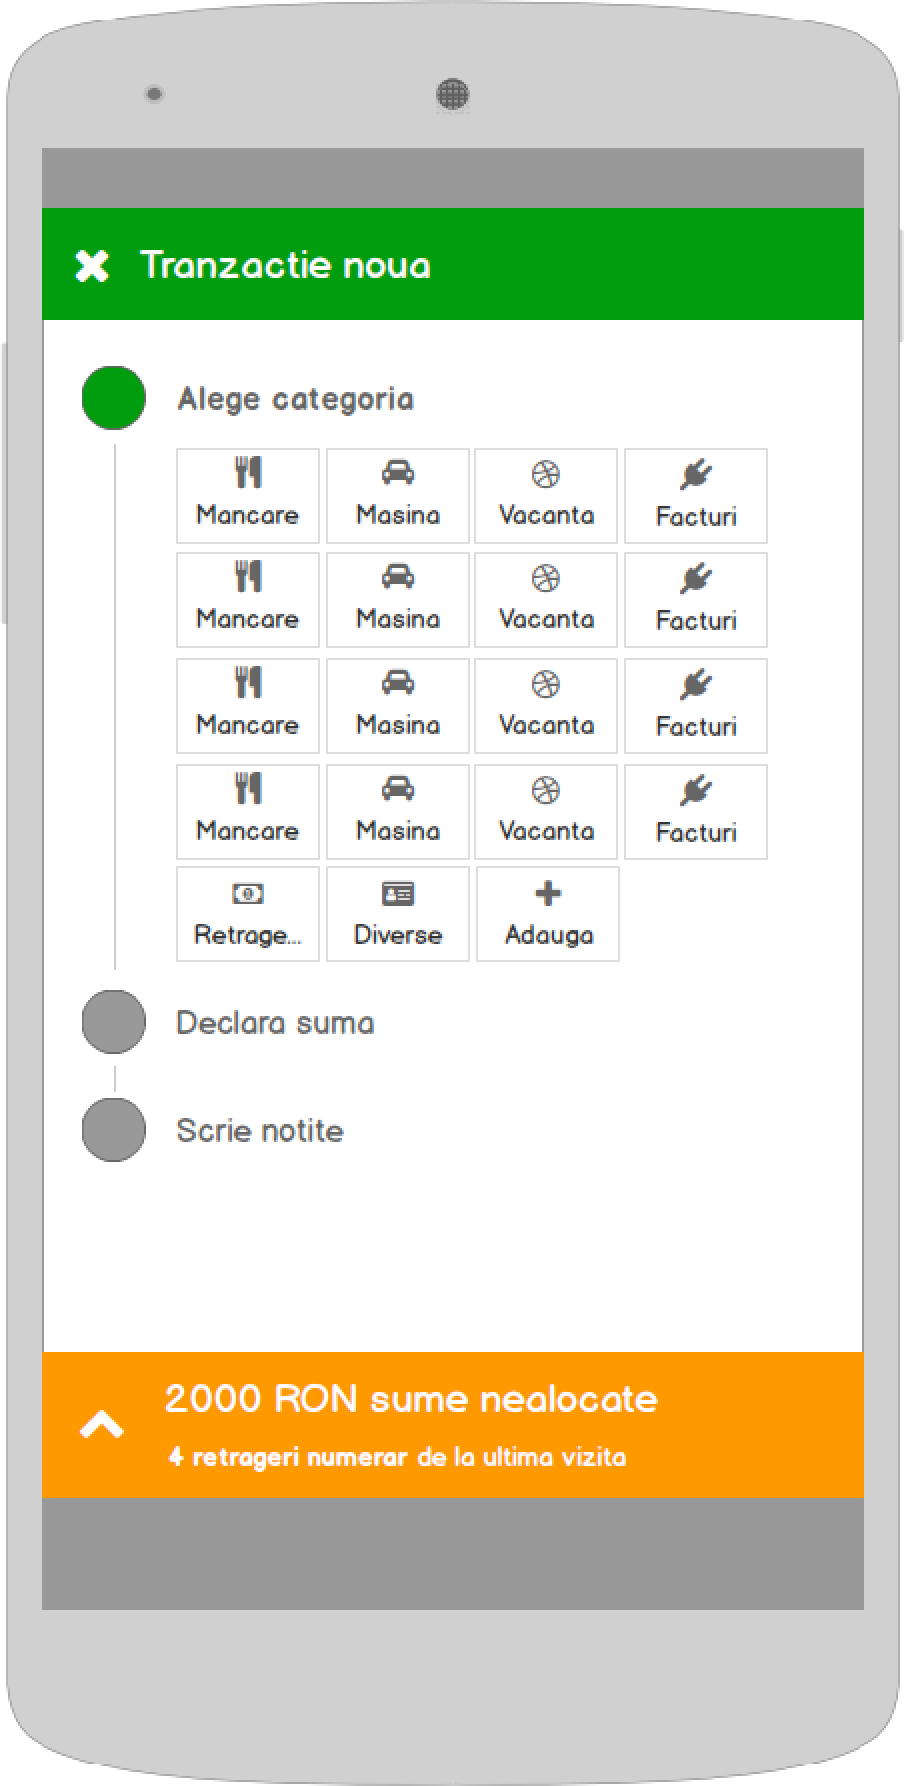 Tranzactie noua
Alege categoria
Mancare Masina Vacanta Facturi
Mancare Masina Vacanta Facturi
Mancare Masina Vacanta Facturi
Mancare Masina Vacanta Facturi
Retrage... Diverse Adauga
Declara suma
Scrie notite
2000 RON sume nealocate
4 retrageri numerar de la ultima vizita